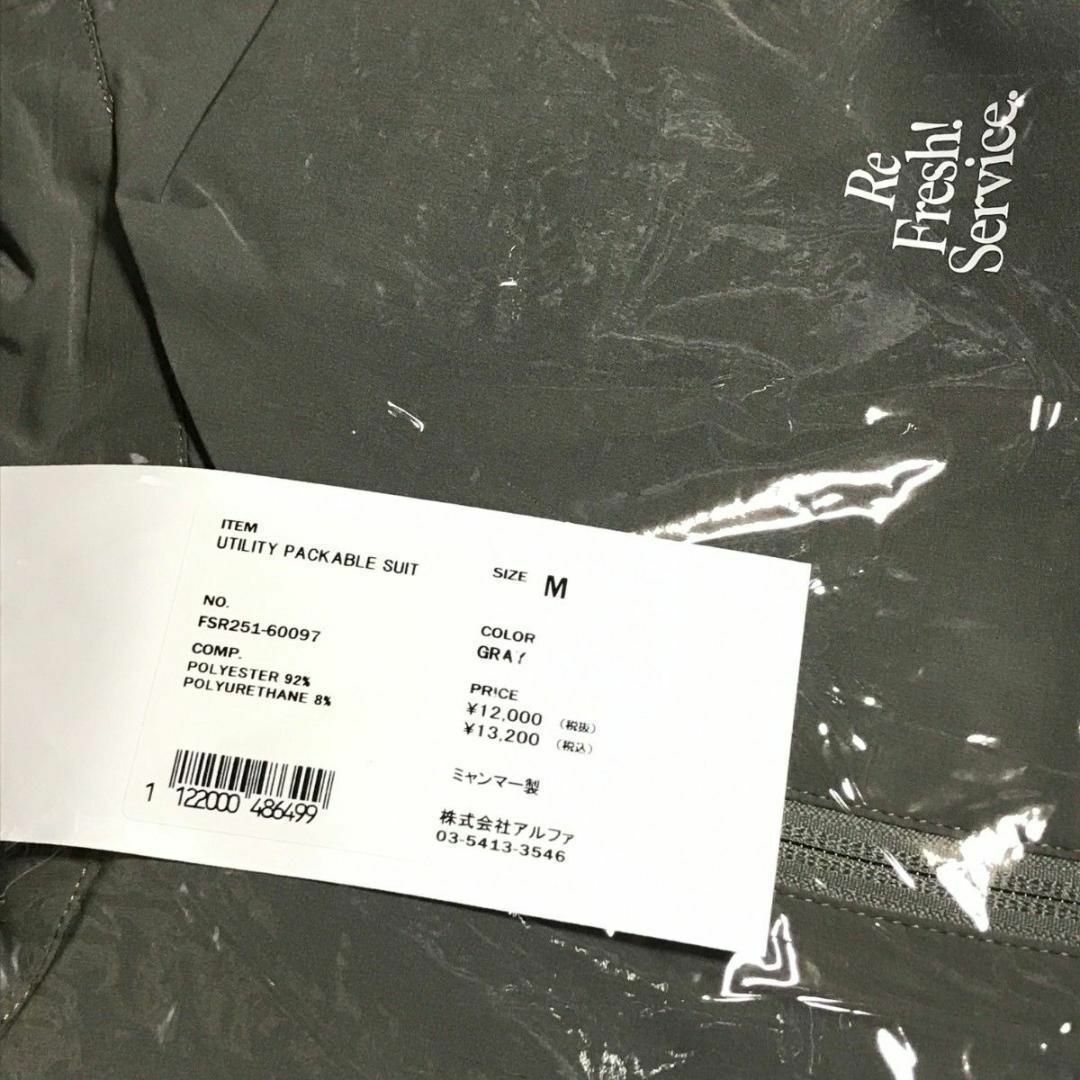 Re
Fresh!
Service.
ITEM
UTILITY PACKABLE SUIT
SIZE M
NO.
FSR251-60097
COLOR
GRAY
COMP.
POLYESTER 92%
POLYURETHANE 8%
PRICE
¥12,000 (税抜)
¥13,200 (税込)
ミャンマー製
1 122000 486499
株式会社アルファ
03-5413-3546